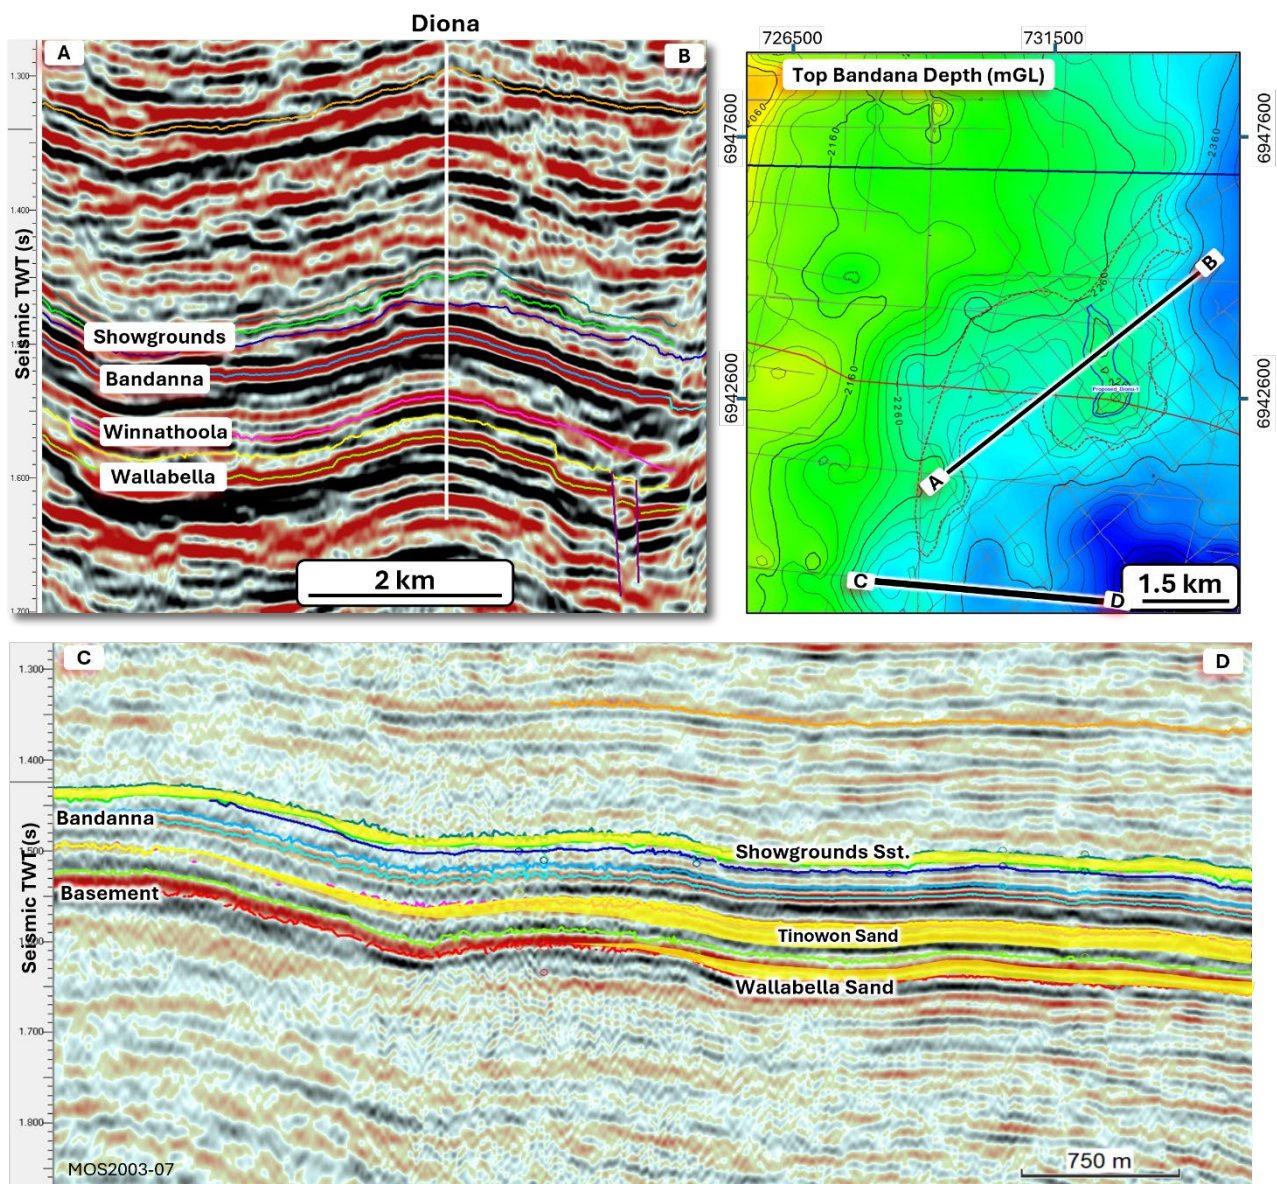 Diona
A
B
1.300
1.400
1.600
1.700
Seismic TWT (s)
Showgrounds
Bandanna
Winnathoola
Wallabella
2 km
726500
731500
Top Bandana Depth (mGL)
6947600
6947600
6942600
6942600
2060
2160
2360
2260
2160
2260
Proposed_Diona-1
A
B
C
D
1.5 km
C
D
1.300
1.400
1.500
1.700
1.800
Seismic TWT (s)
Bandanna
Basement
Showgrounds Sst.
Tinowon Sand
Wallabella Sand
MOS2003-07
750 m